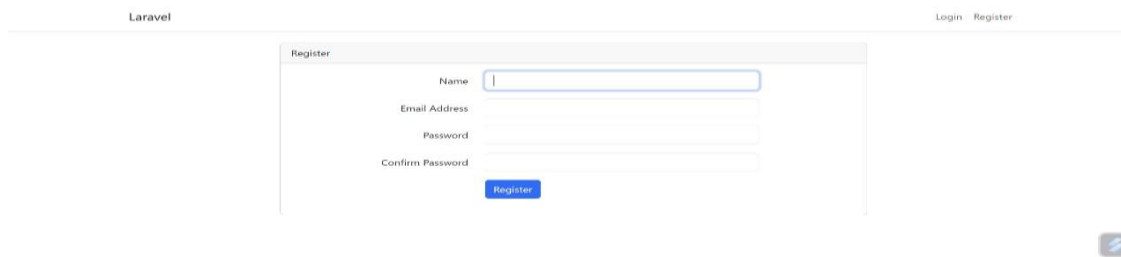 Laravel Login Register
Register
Name
Email Address
Password
Confirm Password
Register